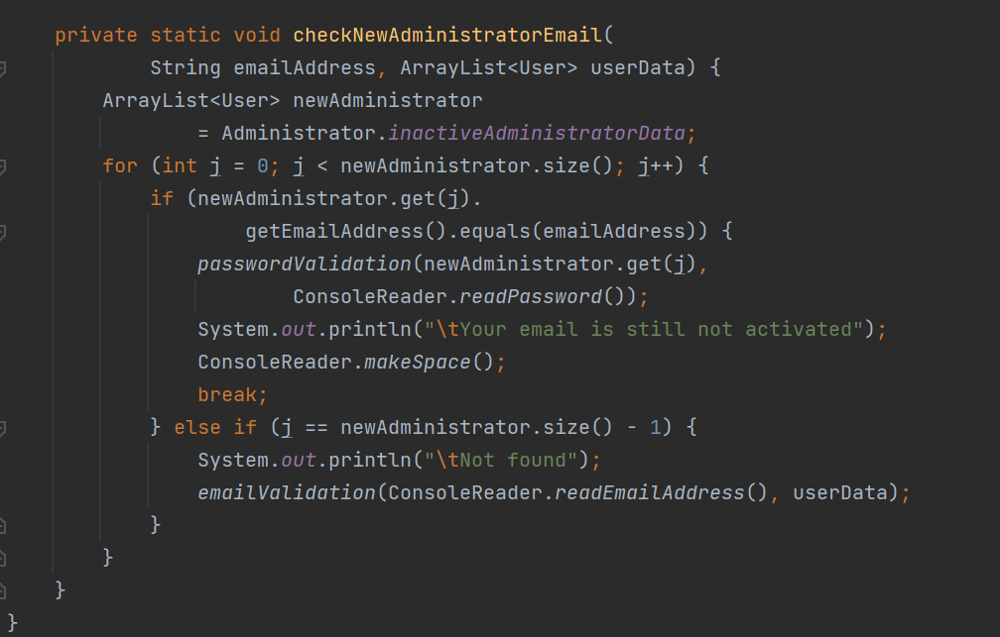 private static void checkNewAdministratorEmail(
String emailAddress, ArrayList<User> userData) {
ArrayList<User> newAdministrator
= Administrator.inactiveAdministratorData;
for (int j = 0; j < newAdministrator.size(); j++) {
if (newAdministrator.get(j).
getEmailAddress().equals(emailAddress)) {
passwordValidation(newAdministrator.get(j),
ConsoleReader.readPassword());
System.out.println("\tYour email is still not activated");
ConsoleReader.makeSpace();
break;
} else if (j == newAdministrator.size() - 1) {
System.out.println("\tNot found");
emailValidation(ConsoleReader.readEmailAddress(), userData);
}
}
}
}